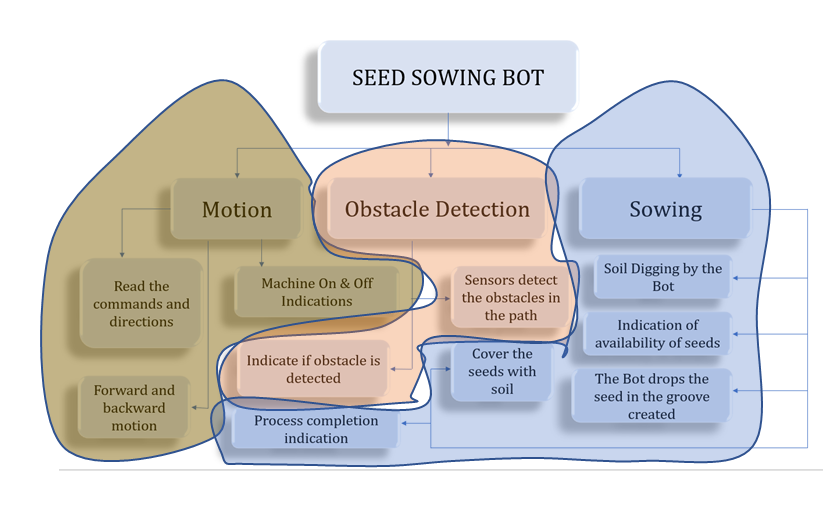 SEED SOWING BOT
Motion
Obstacle Detection
Sowing
Read the
commands and
directions
Machine On & Off
Indications
Sensors detect
the obstacles in
the path
Soil Digging by the
Bot
Indication of
availability of seeds
Indicate if obstacle is
detected
Cover the
seeds with
soil
The Bot drops the
seed in the groove
created
Forward and
backward
motion
Process completion
indication